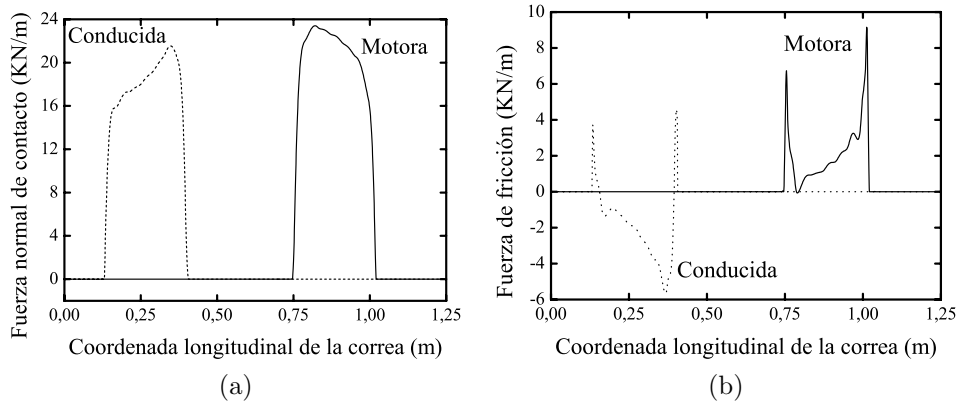 24
20
16
12
8
4
0
Fuerza normal de contacto (KN/m)
Conducida
Motora
0,00 0,25 0,50 0,75 1,00 1,25
Coordenada longitudinal de la correa (m)
(a)
10
8
6
4
2
0
-2
-4
-6
Fuerza de fricción (KN/m)
Motora
Conducida
0,00 0,25 0,50 0,75 1,00 1,25
Coordenada longitudinal de la correa (m)
(b)